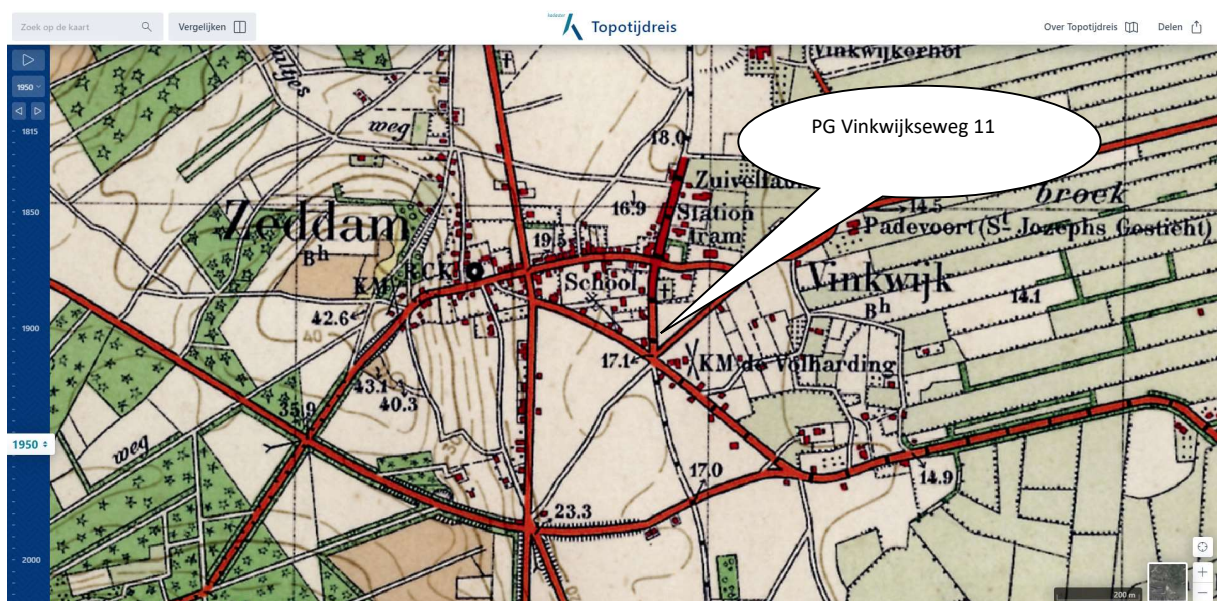 Zoek op de kaart
Vergelijken
kadaster
Topotijdreis
Over Topotijdreis
Delen
1950
1815
1850
1900
1950
2000
PG Vinkwijkseweg 11
Vinkwijkerhof
weg
18.0
Zeddam
Bh
16.9
Station
tram
19.5
14.5
broek
Padevoort (St Jozephs Gesticht)
R.C.K.
KM
School
Vinkwijk
Bh
14.1
42.6
40
17.1
KM de Volharding
43.1
40.3
35.9
weg
17.0
14.9
23.3
200 m